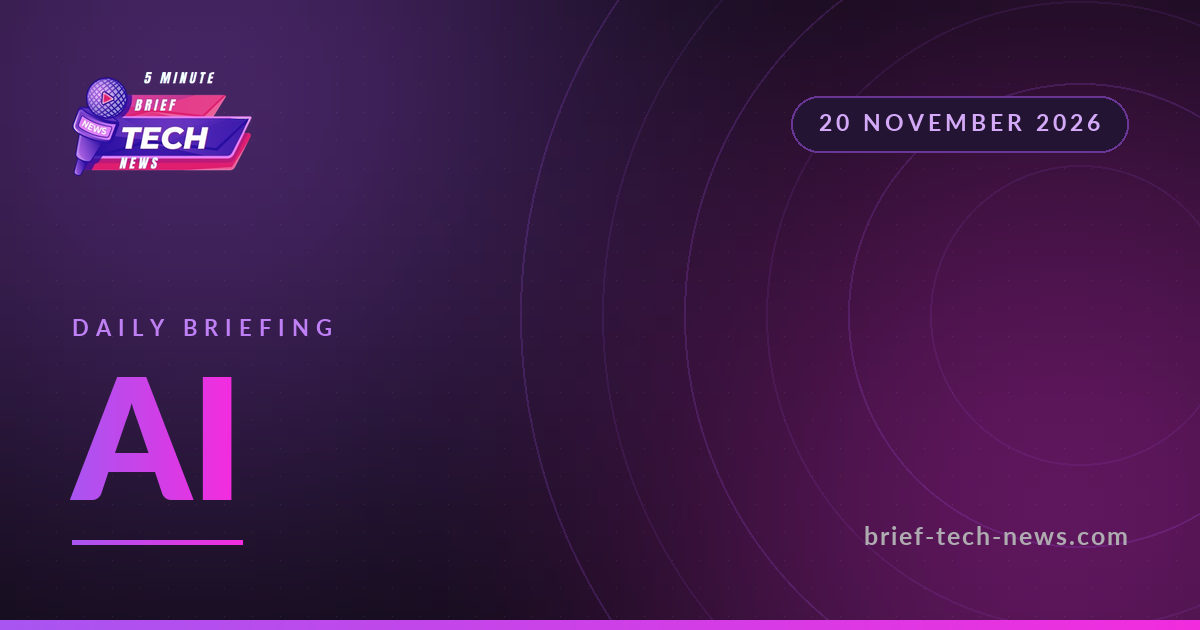 5 MINUTE
BRIEF
NEWS
TECH
NEWS
20 NOVEMBER 2026
DAILY BRIEFING
AI
brief-tech-news.com